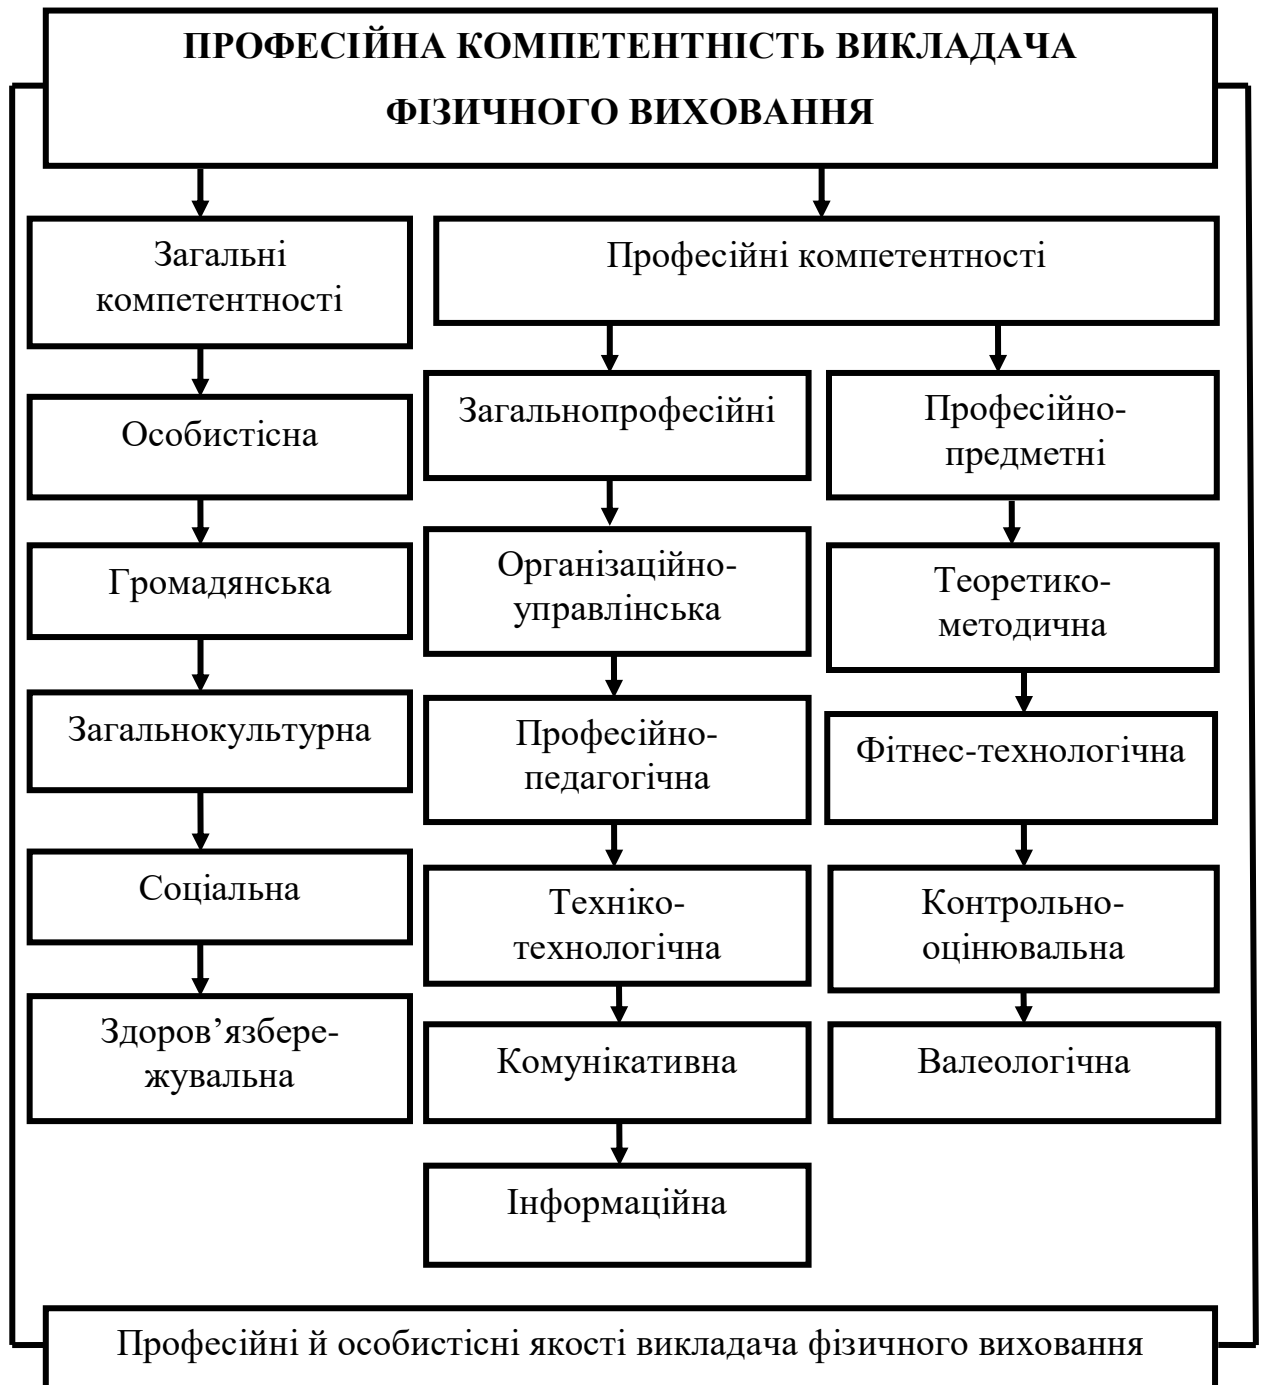 ПРОФЕСІЙНА КОМПЕТЕНТНІСТЬ ВИКЛАДАЧА
ФІЗИЧНОГО ВИХОВАННЯ
Загальні
компетентності
Професійні компетентності
Особистісна
Громадянська
Загальнокультурна
Соціальна
Здоров’язбере-
жувальна
Загальнопрофесійні
Організаційно-
управлінська
Професійно-
педагогічна
Техніко-
технологічна
Комунікативна
Інформаційна
Професійно-
предметні
Теоретико-
методична
Фітнес-технологічна
Контрольно-
оцінювальна
Валеологічна
Професійні й особистісні якості викладача фізичного виховання